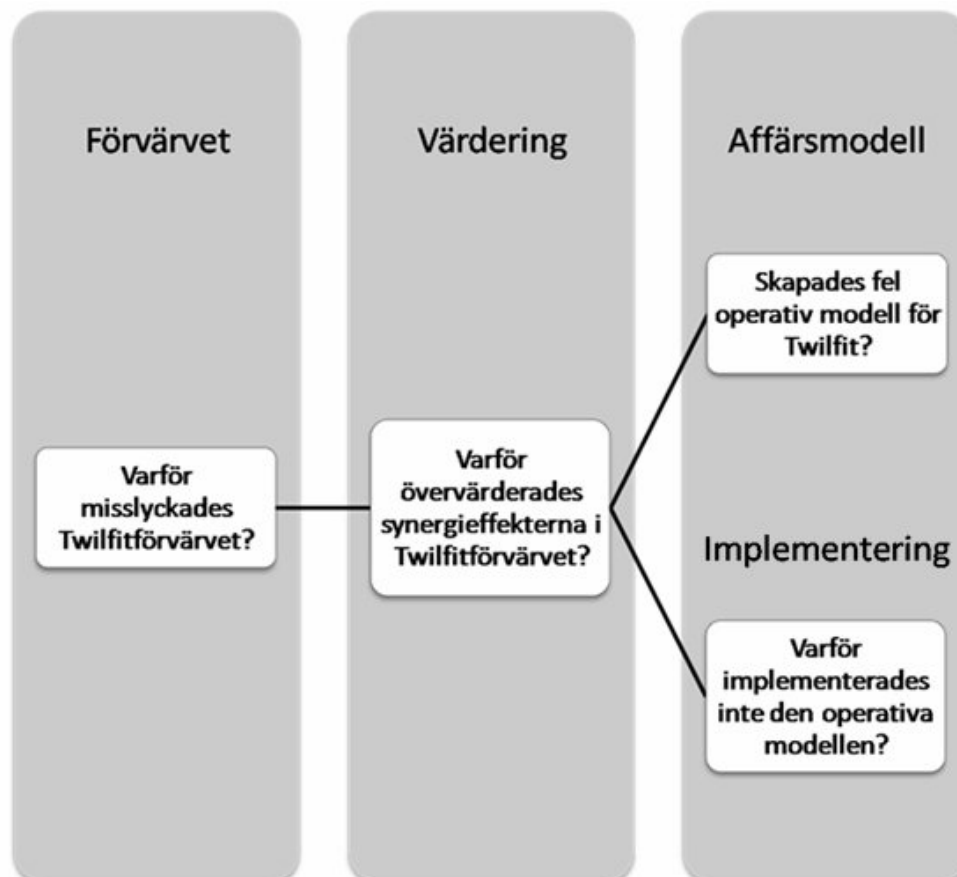 Förvärvet
Värdering
Affärsmodell
Skapades fel
operativ modell för
Twilfit?
Varför
misslyckades
Twilfitförvärvet?
Varför
övervärderades
synergieffekterna i
Twilfitförvärvet?
Implementering
Varför
implementerades
inte den operativa
modellen?